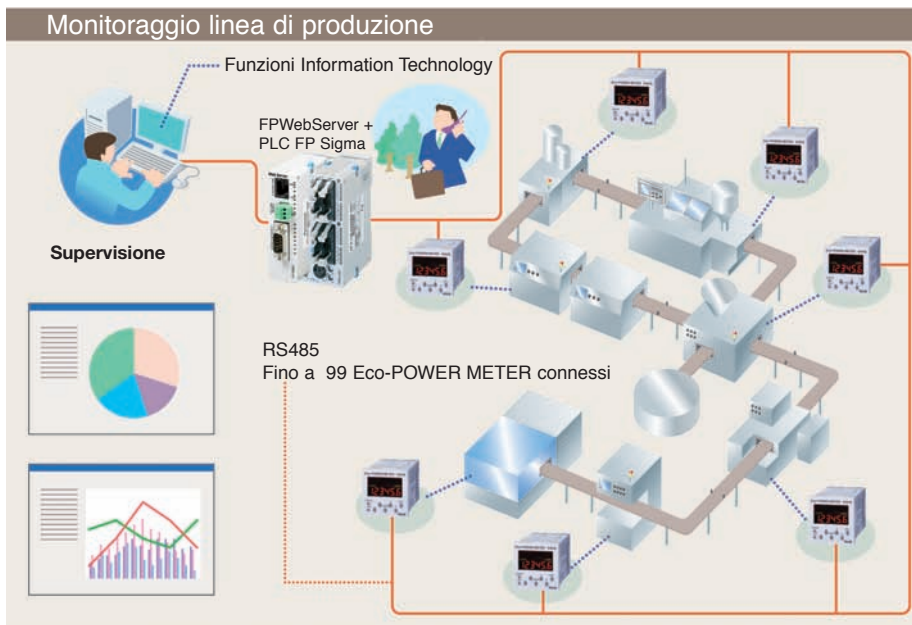 Monitoraggio linea di produzione
Funzioni Information Technology
FPWebServer +
PLC FP Sigma
Supervisione
RS485
Fino a 99 Eco-POWER METER connessi